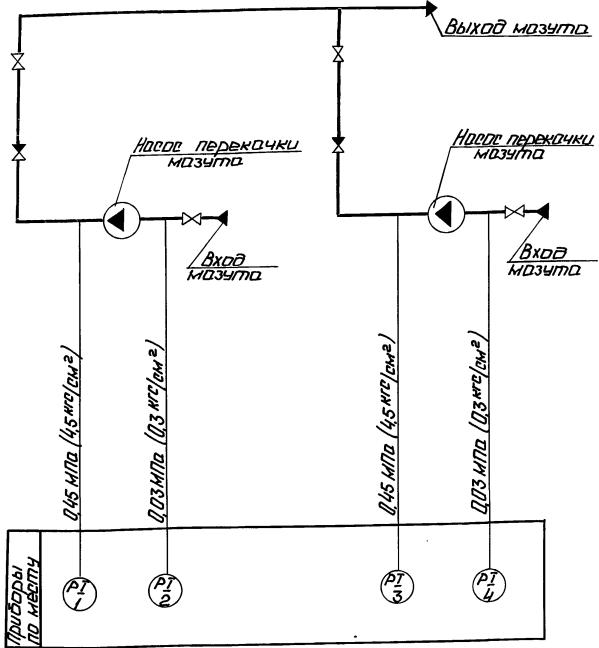 Выход мазута
Насос перекачки
мазута
Насос перекачки
мазута
Вход
мазута
Вход
мазута
0,45 МПа (4,5 кгс/см²)
0,03 МПа (0,3 кгс/см²)
0,45 МПа (4,5 кгс/см²)
0,03 МПа (0,3 кгс/см²)
Приборы
по месту
PI
1
PI
2
PI
3
PI
4